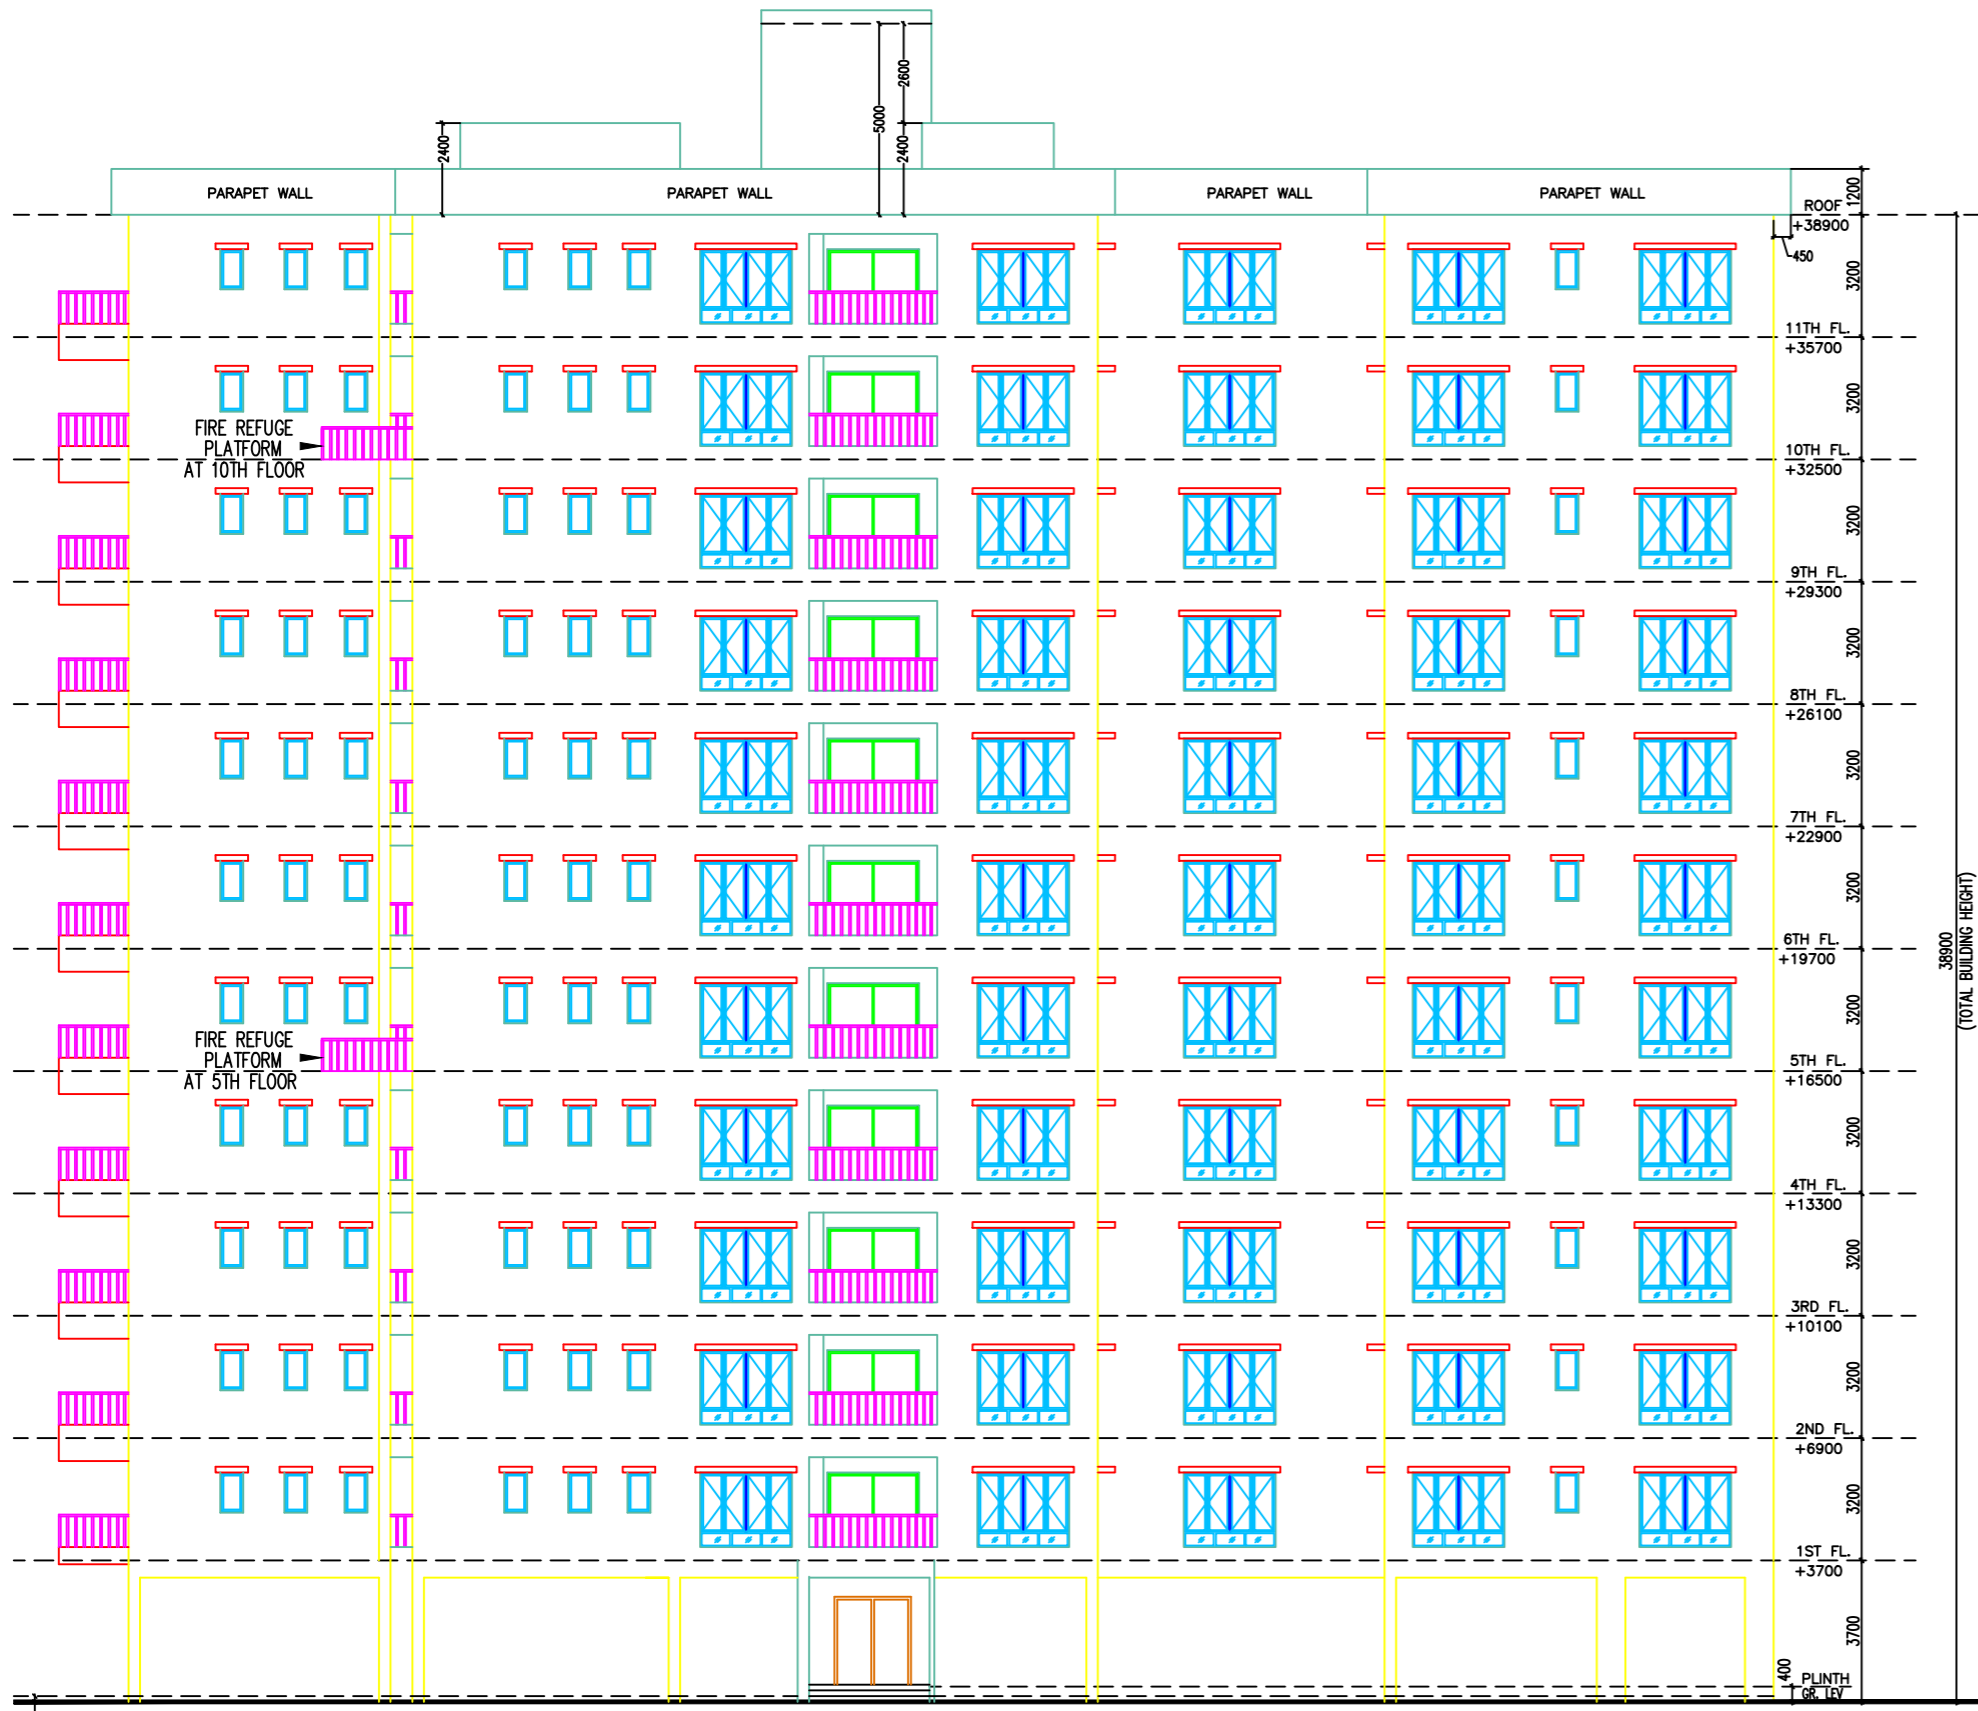 2600
5000
2400
2400
PARAPET WALL
PARAPET WALL
PARAPET WALL
PARAPET WALL
1200
ROOF
+38900
450
3200
11TH FL.
+35700
3200
FIRE REFUGE
PLATFORM
AT 10TH FLOOR
10TH FL.
+32500
3200
9TH FL.
+29300
3200
8TH FL.
+26100
3200
7TH FL.
+22900
3200
6TH FL.
+19700
38900
(TOTAL BUILDING HEIGHT)
3200
FIRE REFUGE
PLATFORM
AT 5TH FLOOR
5TH FL.
+16500
3200
4TH FL.
+13300
3200
3RD FL.
+10100
3200
2ND FL.
+6900
3200
1ST FL.
+3700
3700
400
PLINTH
GR. LEV